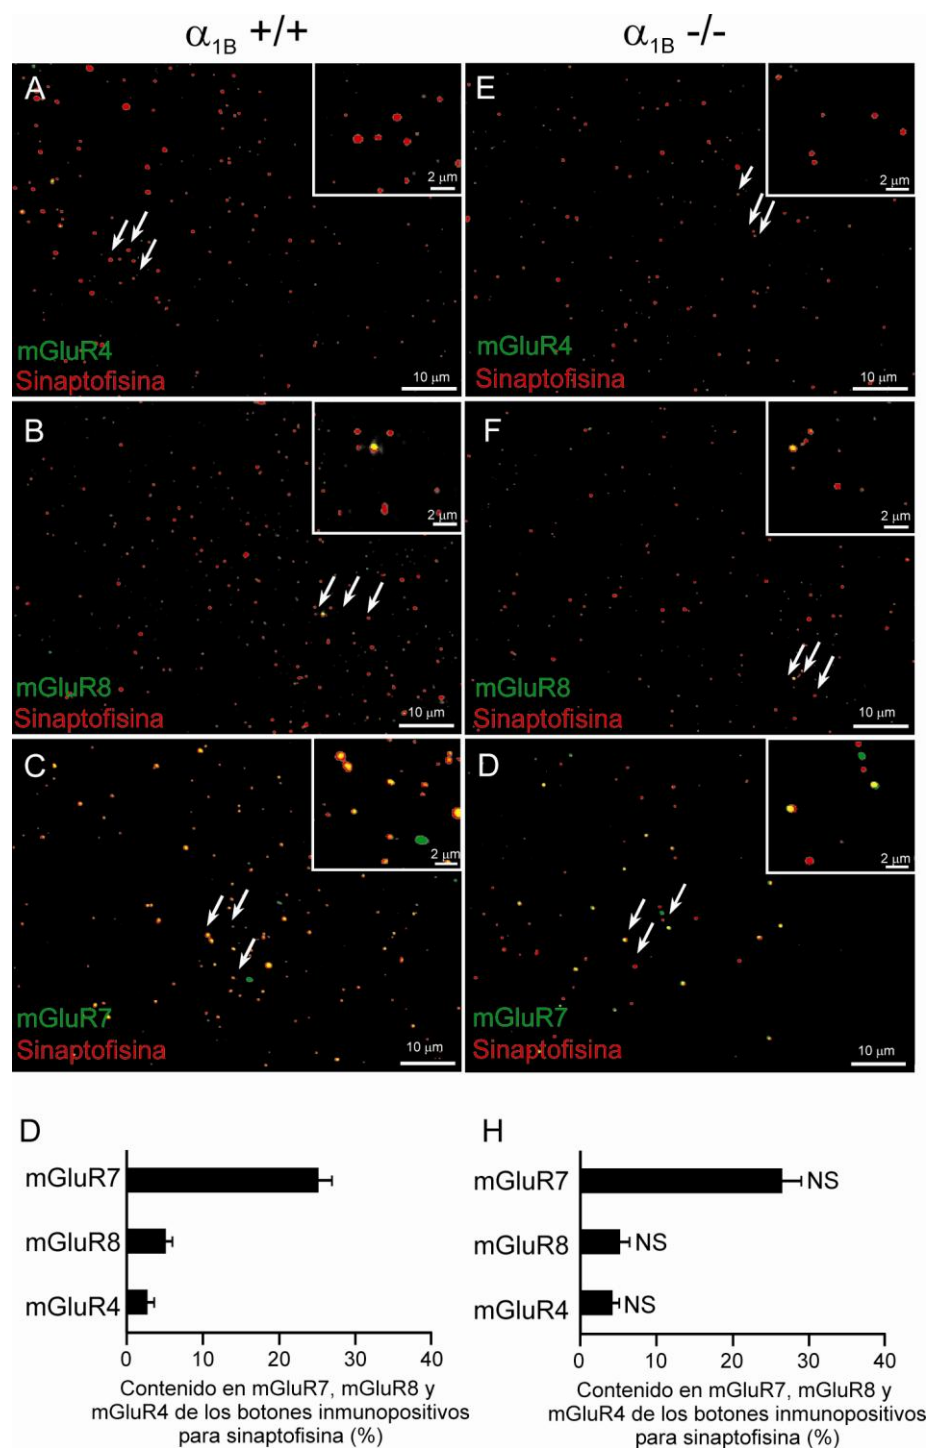 α1B +/+
α1B -/-
A
2 μm
mGluR4
Sinaptofisina
10 μm
E
2 μm
mGluR4
Sinaptofisina
10 μm
B
2 μm
mGluR8
Sinaptofisina
10 μm
F
2 μm
mGluR8
Sinaptofisina
10 μm
C
2 μm
mGluR7
Sinaptofisina
10 μm
D
2 μm
mGluR7
Sinaptofisina
10 μm
D
mGluR7
mGluR8
mGluR4
0 10 20 30 40
Contenido en mGluR7, mGluR8 y
mGluR4 de los botones inmunopositivos
para sinaptofisina (%)
H
mGluR7 NS
mGluR8 NS
mGluR4 NS
0 10 20 30 40
Contenido en mGluR7, mGluR8 y
mGluR4 de los botones inmunopositivos
para sinaptofisina (%)